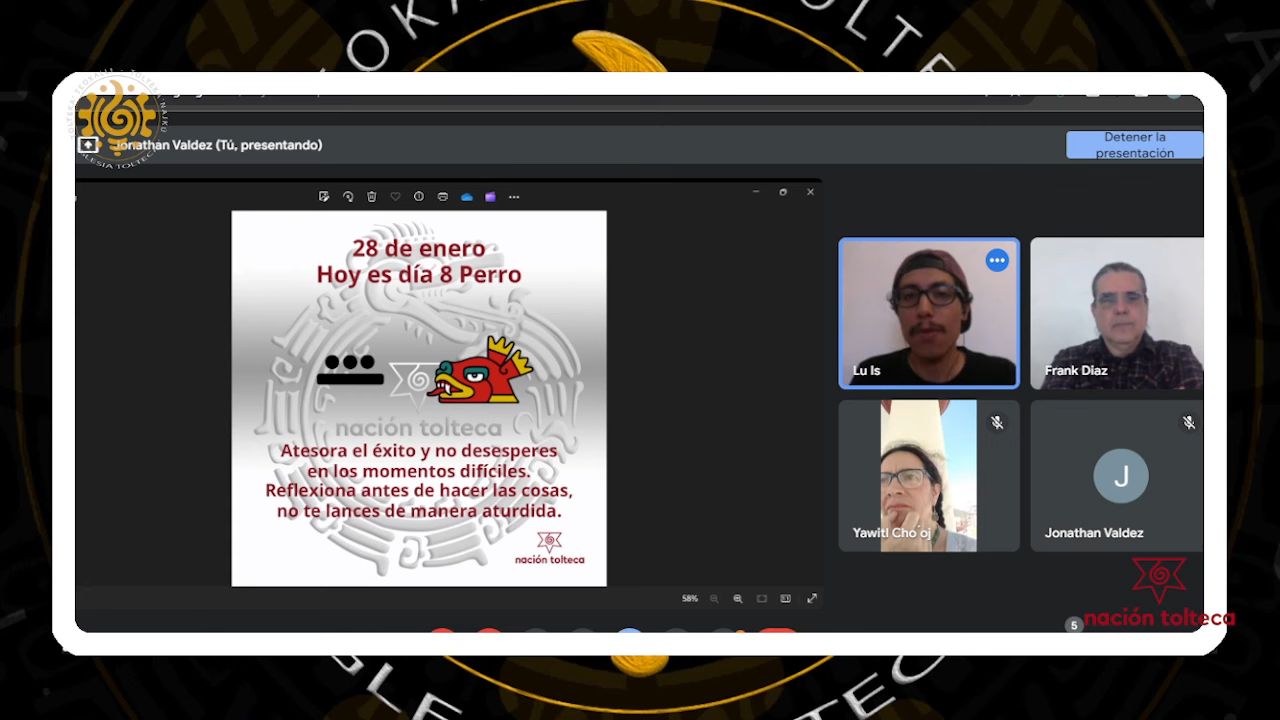 Jonathan Valdez (Tú, presentando)
Detener la
presentación
28 de enero
Hoy es día 8 Perro
nación tolteca
Atesora el éxito y no desesperes
en los momentos difíciles.
Reflexiona antes de hacer las cosas,
no te lances de manera aturdida.
nación tolteca
58%
Lu Is
Frank Diaz
Yawitl Cho'oj
J
Jonathan Valdez
5
nación tolteca